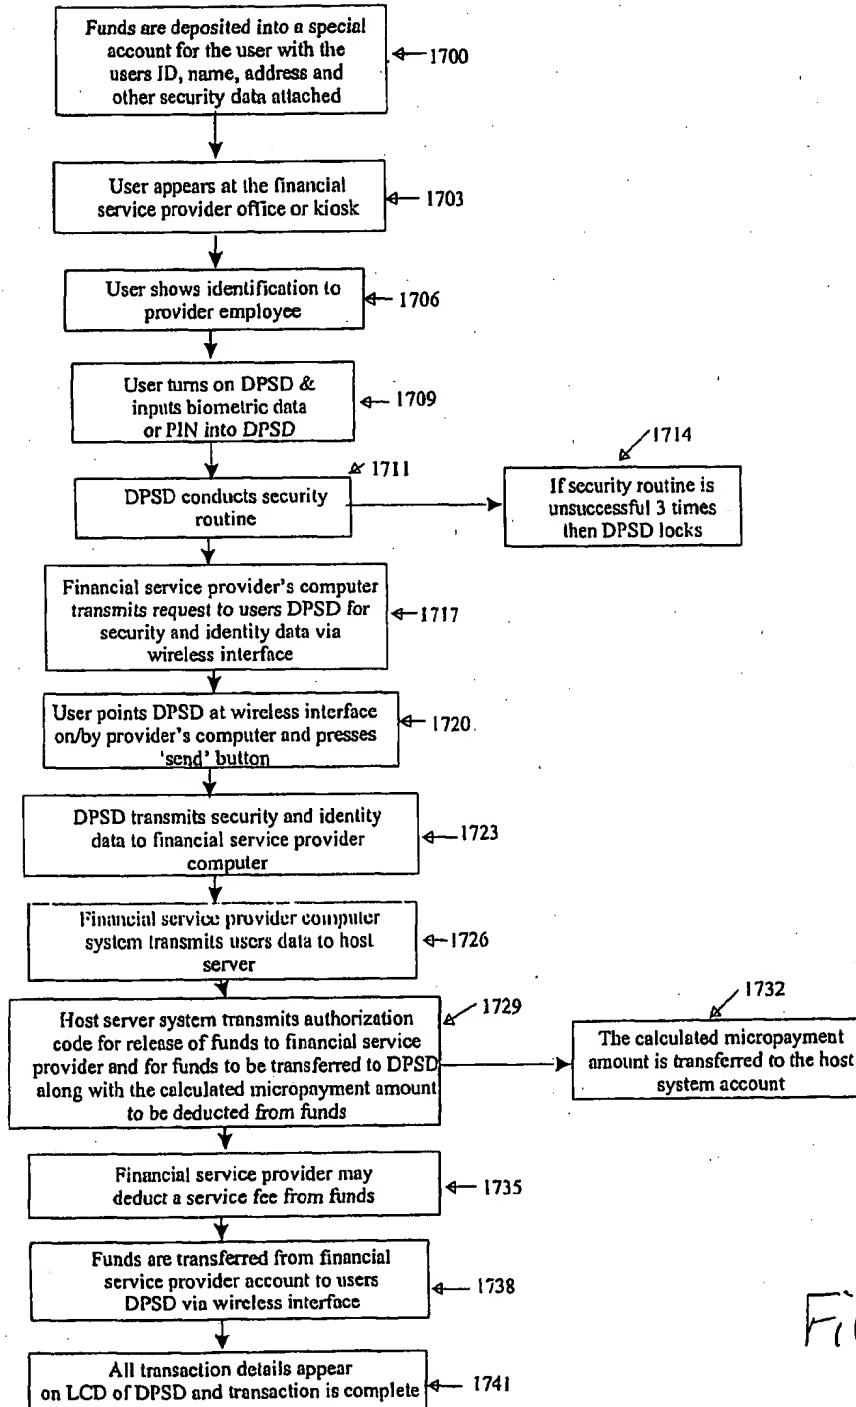 Funds are deposited into a special
account for the user with the
users ID, name, address and
other security data attached
1700
User appears at the financial
service provider office or kiosk
1703
User shows identification to
provider employee
1706
User turns on DPSD &
inputs biometric data
or PIN into DPSD
1709
1711
DPSD conducts security
routine
1714
If security routine is
unsuccessful 3 times
then DPSD locks
Financial service provider's computer
transmits request to users DPSD for
security and identity data via
wireless interface
1717
User points DPSD at wireless interface
on/by provider's computer and presses
'send' button
1720
DPSD transmits security and identity
data to financial service provider
computer
1723
Financial service provider computer
system transmits users data to host
server
1726
Host server system transmits authorization
code for release of funds to financial service
provider and for funds to be transferred to DPSD
along with the calculated micropayment amount
to be deducted from funds
1729
1732
The calculated micropayment
amount is transferred to the host
system account
Financial service provider may
deduct a service fee from funds
1735
Funds are transferred from financial
service provider account to users
DPSD via wireless interface
1738
All transaction details appear
on LCD of DPSD and transaction is complete
1741